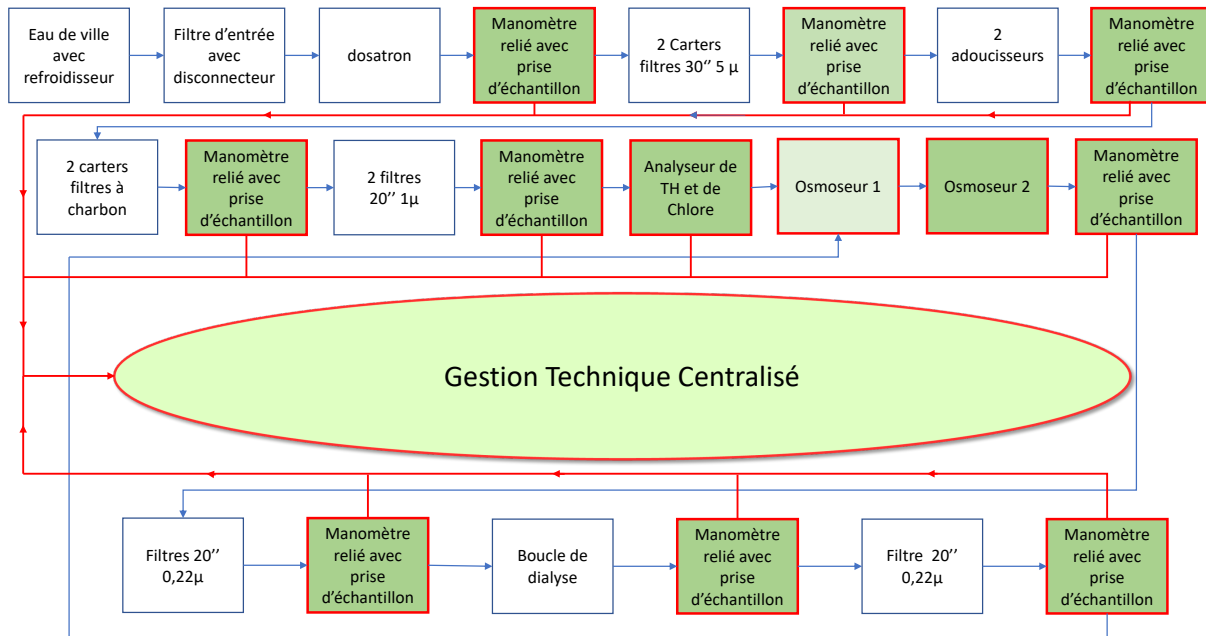 Eau de ville
avec
refroidisseur
Filtre d'entrée
avec
disconnecteur
dosatron
Manomètre
relié avec
prise
d'échantillon
2 Carters
filtres 30'' 5 µ
Manomètre
relié avec
prise
d'échantillon
2
adoucisseurs
Manomètre
relié avec
prise
d'échantillon
2 carters
filtres à
charbon
Manomètre
relié avec
prise
d'échantillon
2 filtres
20'' 1µ
Manomètre
relié avec
prise
d'échantillon
Analyseur de
TH et de
Chlore
Osmoseur 1
Osmoseur 2
Manomètre
relié avec
prise
d'échantillon
Gestion Technique Centralisé
Filtres 20''
0,22µ
Manomètre
relié avec
prise
d'échantillon
Boucle de
dialyse
Manomètre
relié avec
prise
d'échantillon
Filtre 20''
0,22µ
Manomètre
relié avec
prise
d'échantillon